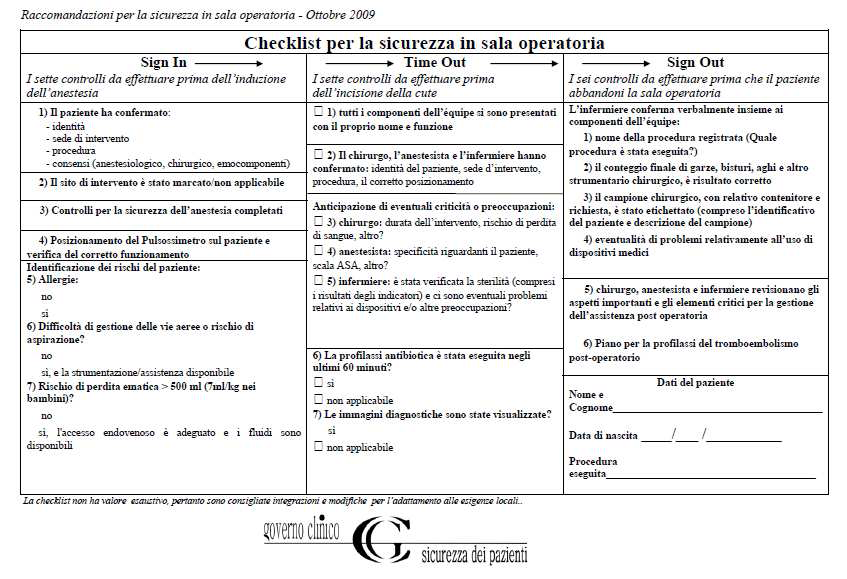 Raccomandazioni per la sicurezza in sala operatoria - Ottobre 2009
Checklist per la sicurezza in sala operatoria
Sign In
I sette controlli da effettuare prima dell'induzione
dell'anestesia
1) Il paziente ha confermato:
- identità
- sede di intervento
- procedura
- consensi (anestesiologico, chirurgico, emocomponenti)
2) Il sito di intervento è stato marcato/non applicabile
3) Controlli per la sicurezza dell'anestesia completati
4) Posizionamento del Pulsossimetro sul paziente e
verifica del corretto funzionamento
Identificazione dei rischi del paziente:
5) Allergie:
no
si
6) Difficoltà di gestione delle vie aeree o rischio di
aspirazione?
no
sì, e la strumentazione/assistenza disponibile
7) Rischio di perdita ematica > 500 ml (7ml/kg nei
bambini)?
no
si, l'accesso endovenoso è adeguato e i fluidi sono
disponibili
Time Out
I sette controlli da effettuare prima
dell'incisione della cute
1) tutti i componenti dell'équipe si sono presentati
con il proprio nome e funzione
2) Il chirurgo, l'anestesista e l'infermiere hanno
confermato: identità del paziente, sede d'intervento,
procedura, il corretto posizionamento
Anticipazione di eventuali criticità o preoccupazioni:
3) chirurgo: durata dell'intervento, rischio di perdita
di sangue, altro?
4) anestesista: specificità riguardanti il paziente,
scala ASA, altro?
5) infermiere: è stata verificata la sterilità (compresi
i risultati degli indicatori) e ci sono eventuali problemi
relativi ai dispositivi e/o altre preoccupazioni?
6) La profilassi antibiotica è stata eseguita negli
ultimi 60 minuti?
sì
non applicabile
7) Le immagini diagnostiche sono state visualizzate?
si
non applicabile
Sign Out
I sei controlli da effettuare prima che il paziente
abbandoni la sala operatoria
L'infermiere conferma verbalmente insieme ai
componenti dell'équipe:
1) nome della procedura registrata (Quale
procedura è stata eseguita?)
2) il conteggio finale di garze, bisturi, aghi e altro
strumentario chirurgico, è risultato corretto
3) il campione chirurgico, con relativo contenitore e
richiesta, è stato etichettato (compreso l'identificativo
del paziente e descrizione del campione)
4) eventualità di problemi relativamente all'uso di
dispositivi medici
5) chirurgo, anestesista e infermiere revisionano gli
aspetti importanti e gli elementi critici per la gestione
dell'assistenza post operatoria
6) Piano per la profilassi del tromboembolismo
post-operatorio
Dati del paziente
Nome e
Cognome
Data di nascita _____/____ /______________
Procedura
eseguita
La checklist non ha valore esaustivo, pertanto sono consigliate integrazioni e modifiche per l'adattamento alle esigenze locali..
governo clinico
sicurezza dei pazienti